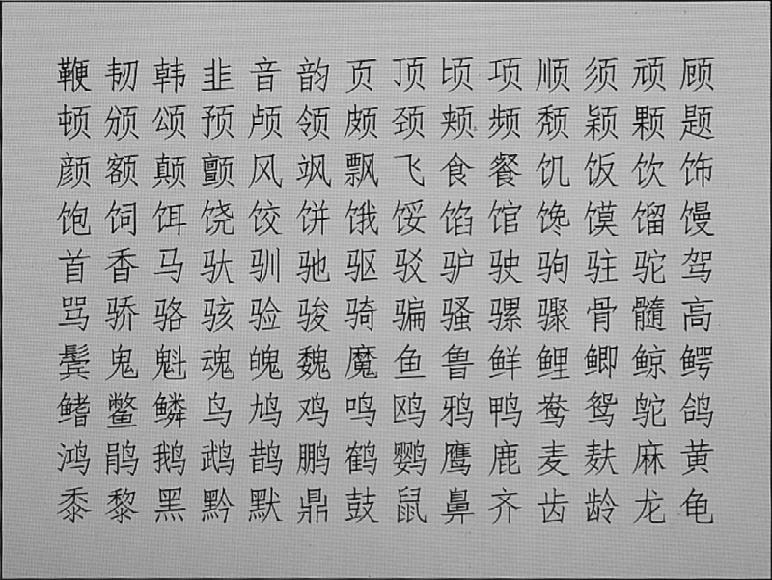 鞭韧韩韭音韵页顶顷项顺须顽顾
顿颁颂预颅领颇颈颊频颓颖颗题
颜额颠颤风飒飘飞食餐饥饭饮饰
饱饲饵饶饺饼饿馁馅馆馋馍馏馒
首香马驮驯驰驱驳驴驶驹驻驼驾
骂骄骆骇验骏骑骗骚骡骤骨髓高
鬓鬼魁魂魄魏魔鱼鲁鲜鲤鲫鲸鳄
鳍鳖鳞鸟鸠鸡鸣鸥鸦鸭鸯鸳鸵鸽
鸿鹃鹅鹉鹊鹏鹤鹦鹰鹿麦麸麻黄
黍黎黑黔默鼎鼓鼠鼻齐齿龄龙龟